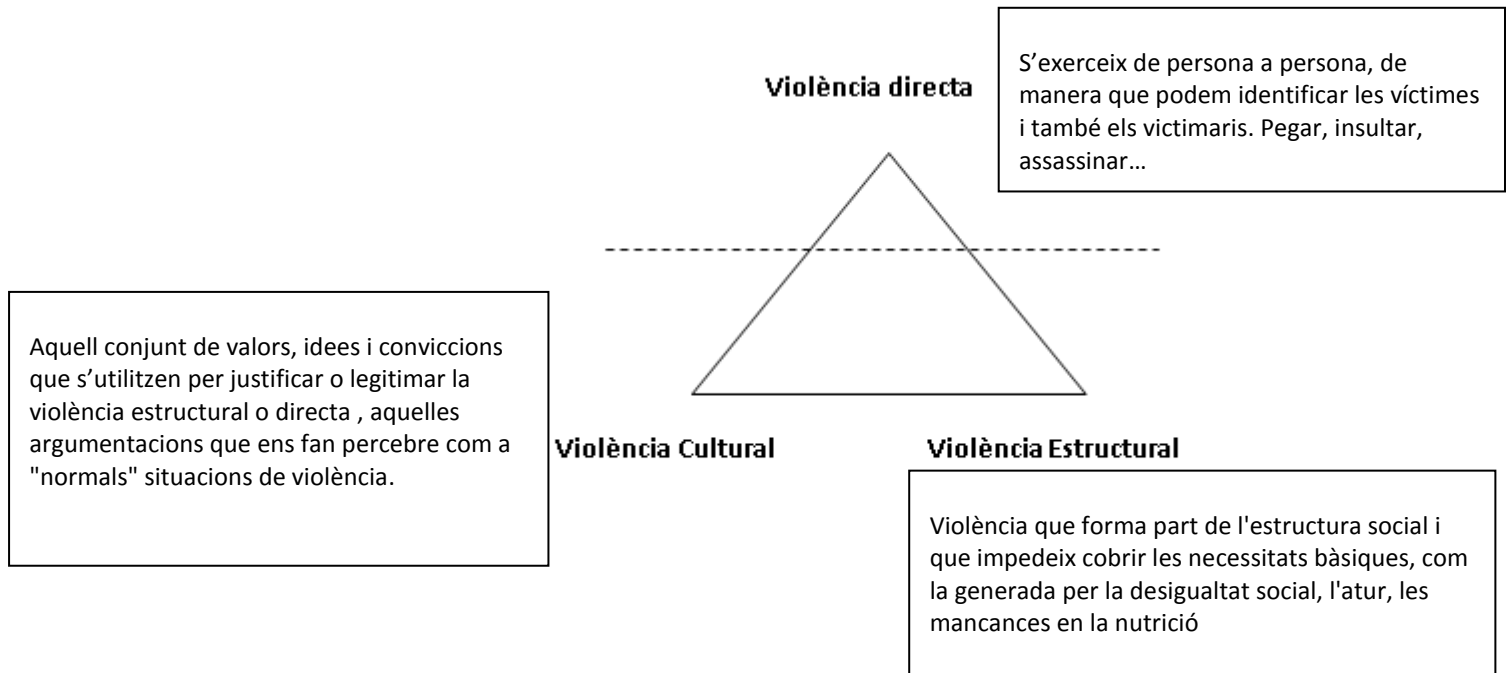 Violència directa
S’exerceix de persona a persona, de
manera que podem identificar les víctimes
i també els victimaris. Pegar, insultar,
assassinar…
Aquell conjunt de valors, idees i conviccions
que s’utilitzen per justificar o legitimar la
violència estructural o directa , aquelles
argumentacions que ens fan percebre com a
"normals" situacions de violència.
Violència Cultural
Violència Estructural
Violència que forma part de l'estructura social i
que impedeix cobrir les necessitats bàsiques, com
la generada per la desigualtat social, l'atur, les
mancances en la nutrició